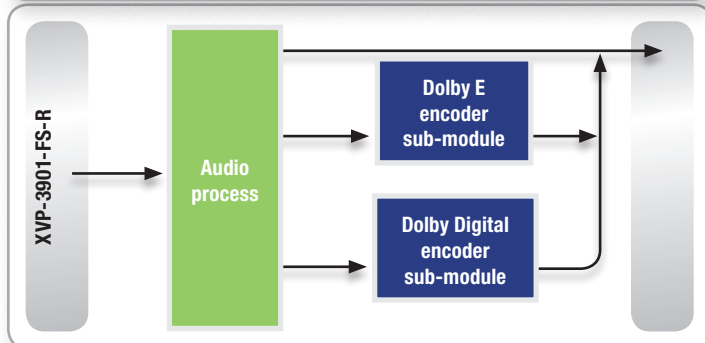 XVP-3901-FS-R
Audio
process
Dolby E
encoder
sub-module
Dolby Digital
encoder
sub-module